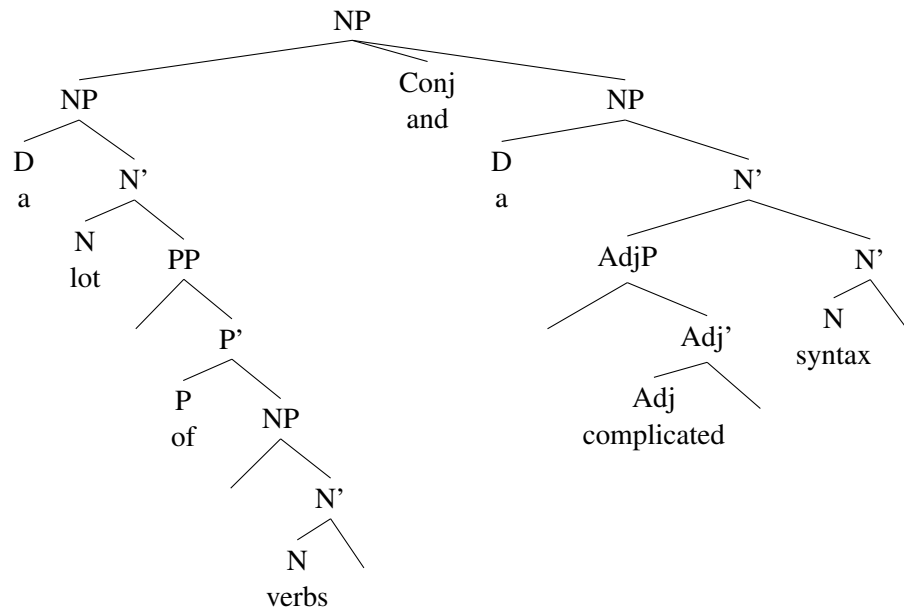 NP
NP Conj NP
and
D N’ D N’
a a
N PP AdjP N’
lot
P’ Adj’ N
syntax
P NP Adj
of complicated
N’
N
verbs